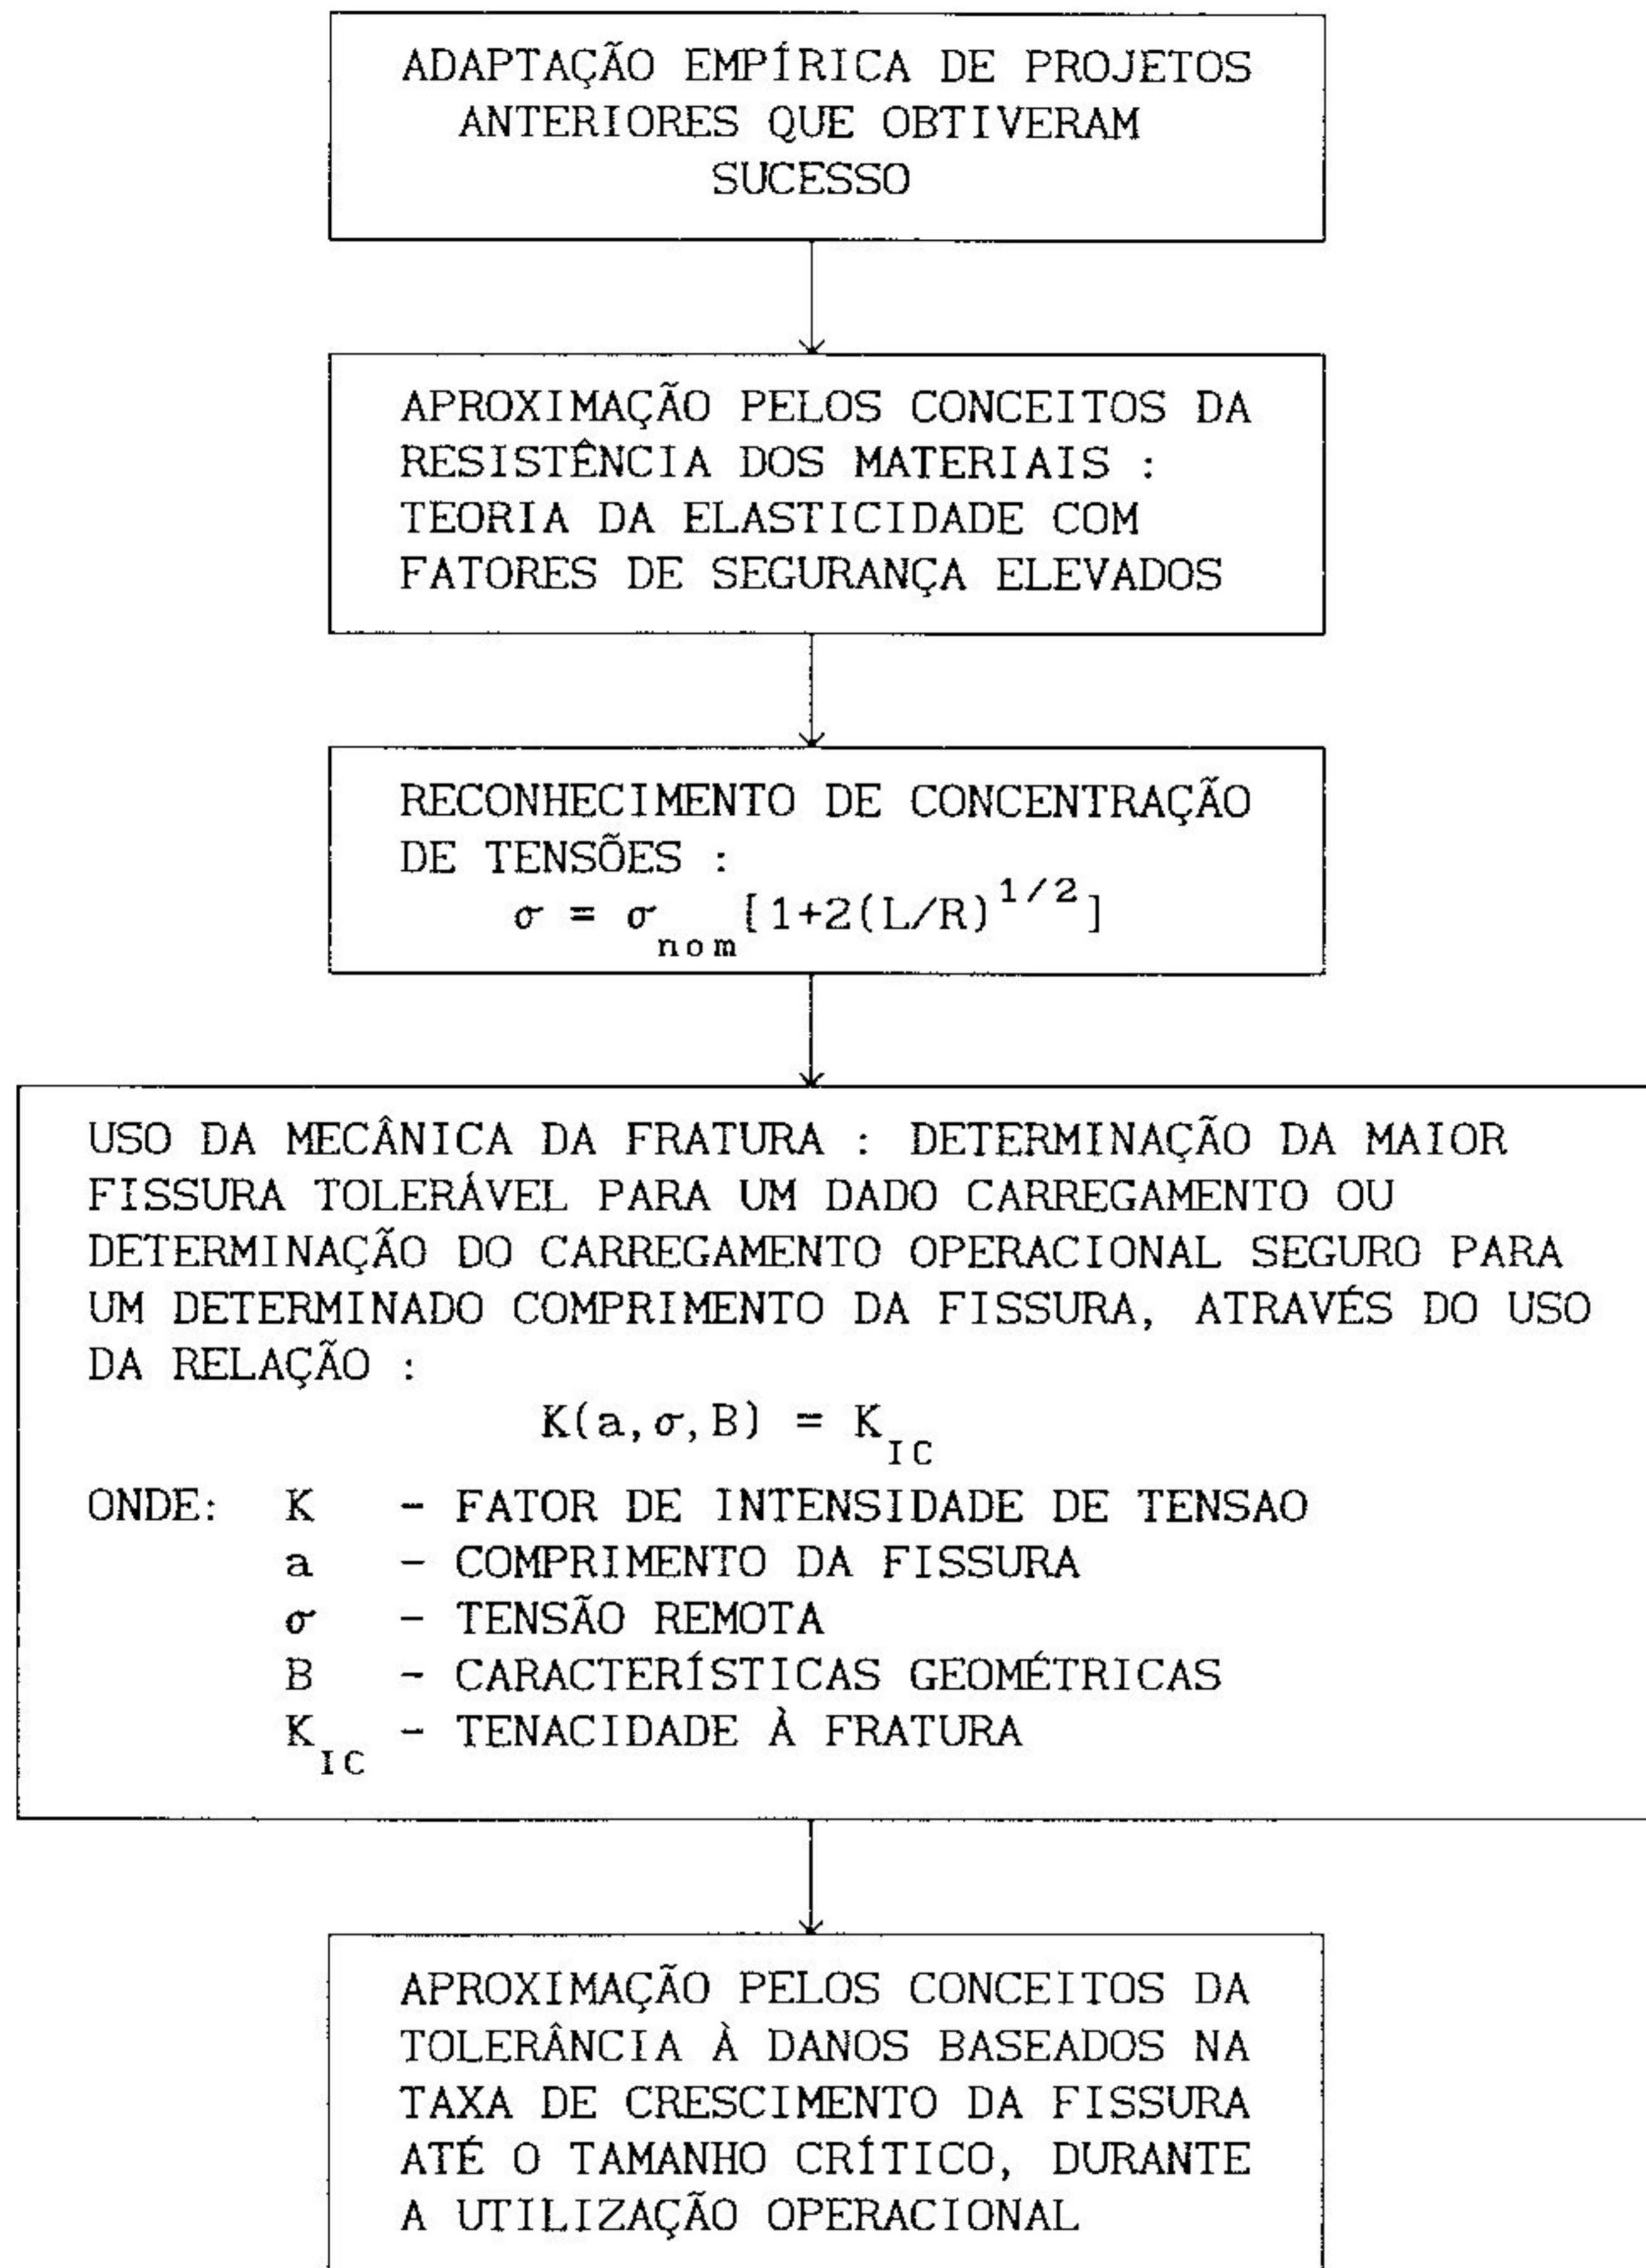 ADAPTAÇÃO EMPÍRICA DE PROJETOS
ANTERIORES QUE OBTIVERAM
SUCESSO
APROXIMAÇÃO PELOS CONCEITOS DA
RESISTÊNCIA DOS MATERIAIS :
TEORIA DA ELASTICIDADE COM
FATORES DE SEGURANÇA ELEVADOS
RECONHECIMENTO DE CONCENTRAÇÃO
DE TENSÕES :
σ = σ_nom [1+2(L/R)^1/2]
USO DA MECÂNICA DA FRATURA : DETERMINAÇÃO DA MAIOR
FISSURA TOLERÁVEL PARA UM DADO CARREGAMENTO OU
DETERMINAÇÃO DO CARREGAMENTO OPERACIONAL SEGURO PARA
UM DETERMINADO COMPRIMENTO DA FISSURA, ATRAVÉS DO USO
DA RELAÇÃO :
K(a,σ,B) = K_IC
ONDE: K - FATOR DE INTENSIDADE DE TENSAO
a - COMPRIMENTO DA FISSURA
σ - TENSÃO REMOTA
B - CARACTERÍSTICAS GEOMÉTRICAS
K_IC - TENACIDADE À FRATURA
APROXIMAÇÃO PELOS CONCEITOS DA
TOLERÂNCIA À DANOS BASEADOS NA
TAXA DE CRESCIMENTO DA FISSURA
ATÉ O TAMANHO CRÍTICO, DURANTE
A UTILIZAÇÃO OPERACIONAL